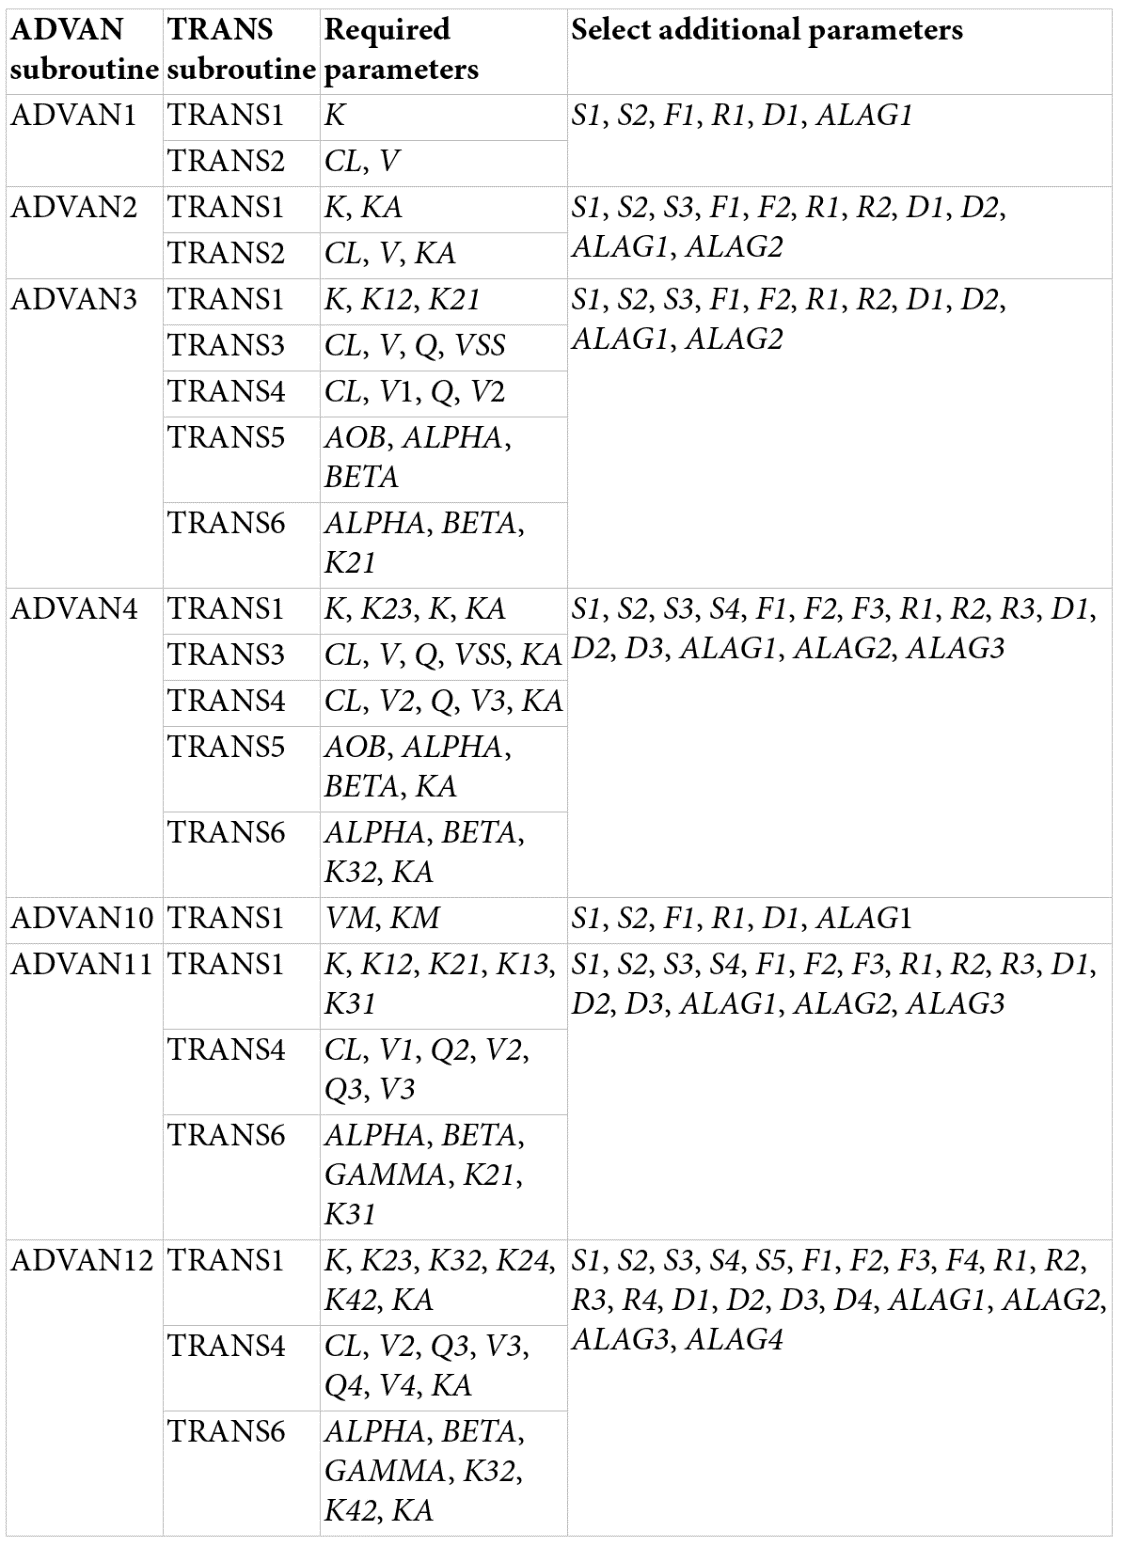 ADVAN subroutine TRANS subroutine Required parameters Select additional parameters
ADVAN1 TRANS1 K S1, S2, F1, R1, D1, ALAG1
TRANS2 CL, V
ADVAN2 TRANS1 K, KA S1, S2, S3, F1, F2, R1, R2, D1, D2,
ALAG1, ALAG2
TRANS2 CL, V, KA
ADVAN3 TRANS1 K, K12, K21 S1, S2, S3, F1, F2, R1, R2, D1, D2,
ALAG1, ALAG2
TRANS3 CL, V, Q, VSS
TRANS4 CL, V1, Q, V2
TRANS5 AOB, ALPHA,
BETA
TRANS6 ALPHA, BETA,
K21
ADVAN4 TRANS1 K, K23, K, KA S1, S2, S3, S4, F1, F2, F3, R1, R2, R3, D1,
D2, D3, ALAG1, ALAG2, ALAG3
TRANS3 CL, V, Q, VSS, KA
TRANS4 CL, V2, Q, V3, KA
TRANS5 AOB, ALPHA,
BETA, KA
TRANS6 ALPHA, BETA,
K32, KA
ADVAN10 TRANS1 VM, KM S1, S2, F1, R1, D1, ALAG1
ADVAN11 TRANS1 K, K12, K21, K13, S1, S2, S3, S4, F1, F2, F3, R1, R2, R3, D1,
K31 D2, D3, ALAG1, ALAG2, ALAG3
TRANS4 CL, V1, Q2, V2,
Q3, V3
TRANS6 ALPHA, BETA,
GAMMA, K21,
K31
ADVAN12 TRANS1 K, K23, K32, K24, S1, S2, S3, S4, S5, F1, F2, F3, F4, R1, R2,
K42, KA R3, R4, D1, D2, D3, D4, ALAG1, ALAG2,
ALAG3, ALAG4
TRANS4 CL, V2, Q3, V3,
Q4, V4, KA
TRANS6 ALPHA, BETA,
GAMMA, K32,
K42, KA